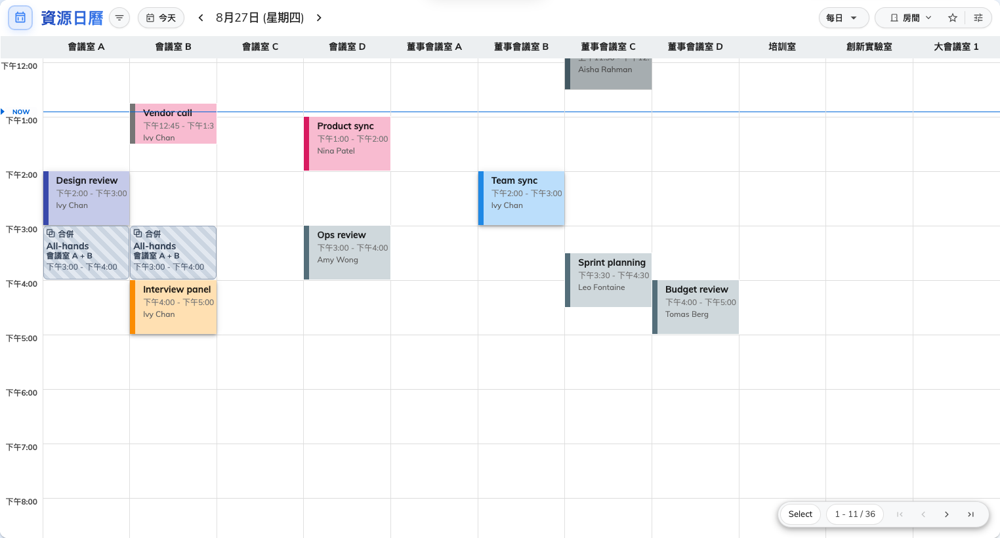 資源日曆
今天
8月27日 (星期四)
每日
房間
會議室 A
會議室 B
會議室 C
會議室 D
董事會議室 A
董事會議室 B
董事會議室 C
董事會議室 D
培訓室
創新實驗室
大會議室 1
下午12:00
Aisha Rahman
NOW
下午1:00
Vendor call
下午12:45 - 下午1:3
Ivy Chan
Product sync
下午1:00 - 下午2:00
Nina Patel
下午2:00
Design review
下午2:00 - 下午3:00
Ivy Chan
Team sync
下午2:00 - 下午3:00
Ivy Chan
下午3:00
合併
All-hands
會議室 A + B
下午3:00 - 下午4:00
合併
All-hands
會議室 A + B
下午3:00 - 下午4:00
Ops review
下午3:00 - 下午4:00
Amy Wong
Sprint planning
下午3:30 - 下午4:30
Leo Fontaine
下午4:00
Interview panel
下午4:00 - 下午5:00
Ivy Chan
Budget review
下午4:00 - 下午5:00
Tomas Berg
下午5:00
下午6:00
下午7:00
下午8:00
Select
1 - 11 / 36